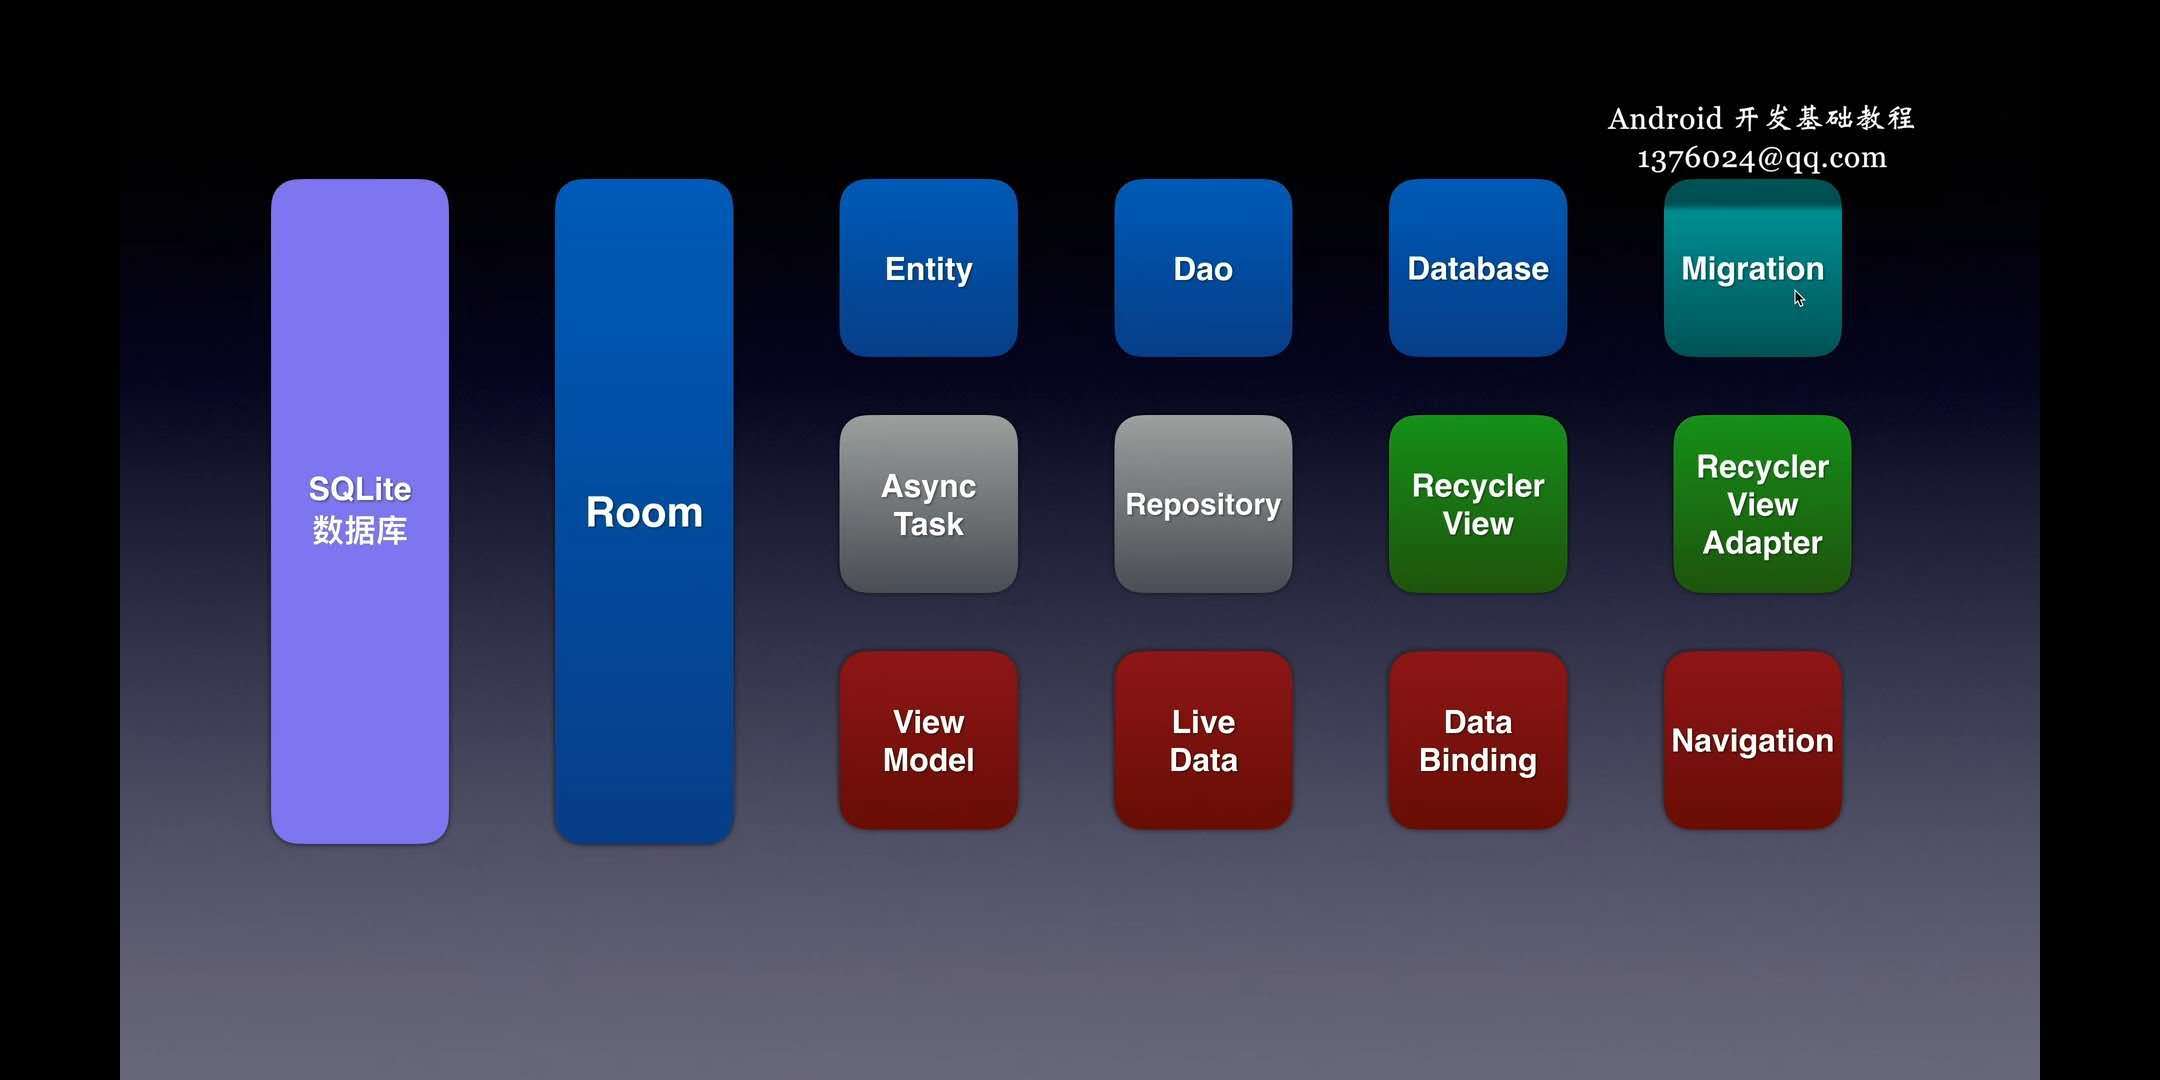 Android 开发基础教程
1376024@qq.com
SQLite
数据库
Room
Entity
Dao
Database
Migration
Async
Task
Repository
Recycler
View
Recycler
View
Adapter
View
Model
Live
Data
Data
Binding
Navigation